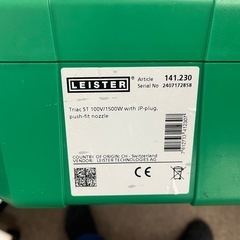 LEISTER
Article 141.230
Serial No 2407172858
Triac ST 100V/1500W with JP-plug,
push-fit nozzle
COUNTRY OF ORIGIN: CH - Switzerland
VENDOR: LEISTER TECHNOLOGIES AG